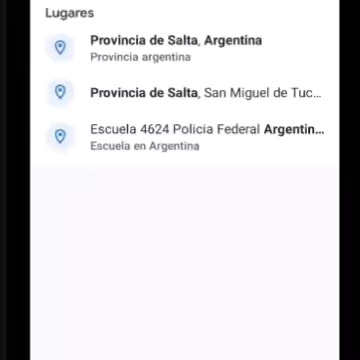 Lugares
Provincia de Salta, Argentina
Provincia argentina
Provincia de Salta, San Miguel de Tuc...
Escuela 4624 Policia Federal Argentin...
Escuela en Argentina